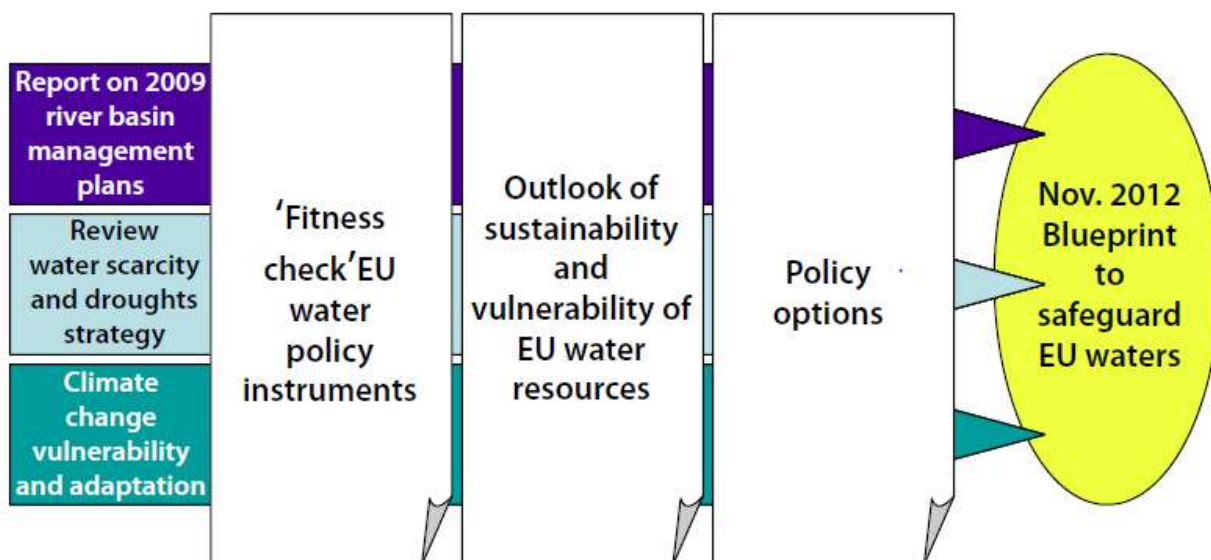 Report on 2009
river basin
management
plans
Review
water scarcity
and droughts
strategy
Climate
change
vulnerability
and adaptation
‘Fitness
check’EU
water
policy
instruments
Outlook of
sustainability
and
vulnerability of
EU water
resources
Policy
options
Nov. 2012
Blueprint
to
safeguard
EU waters